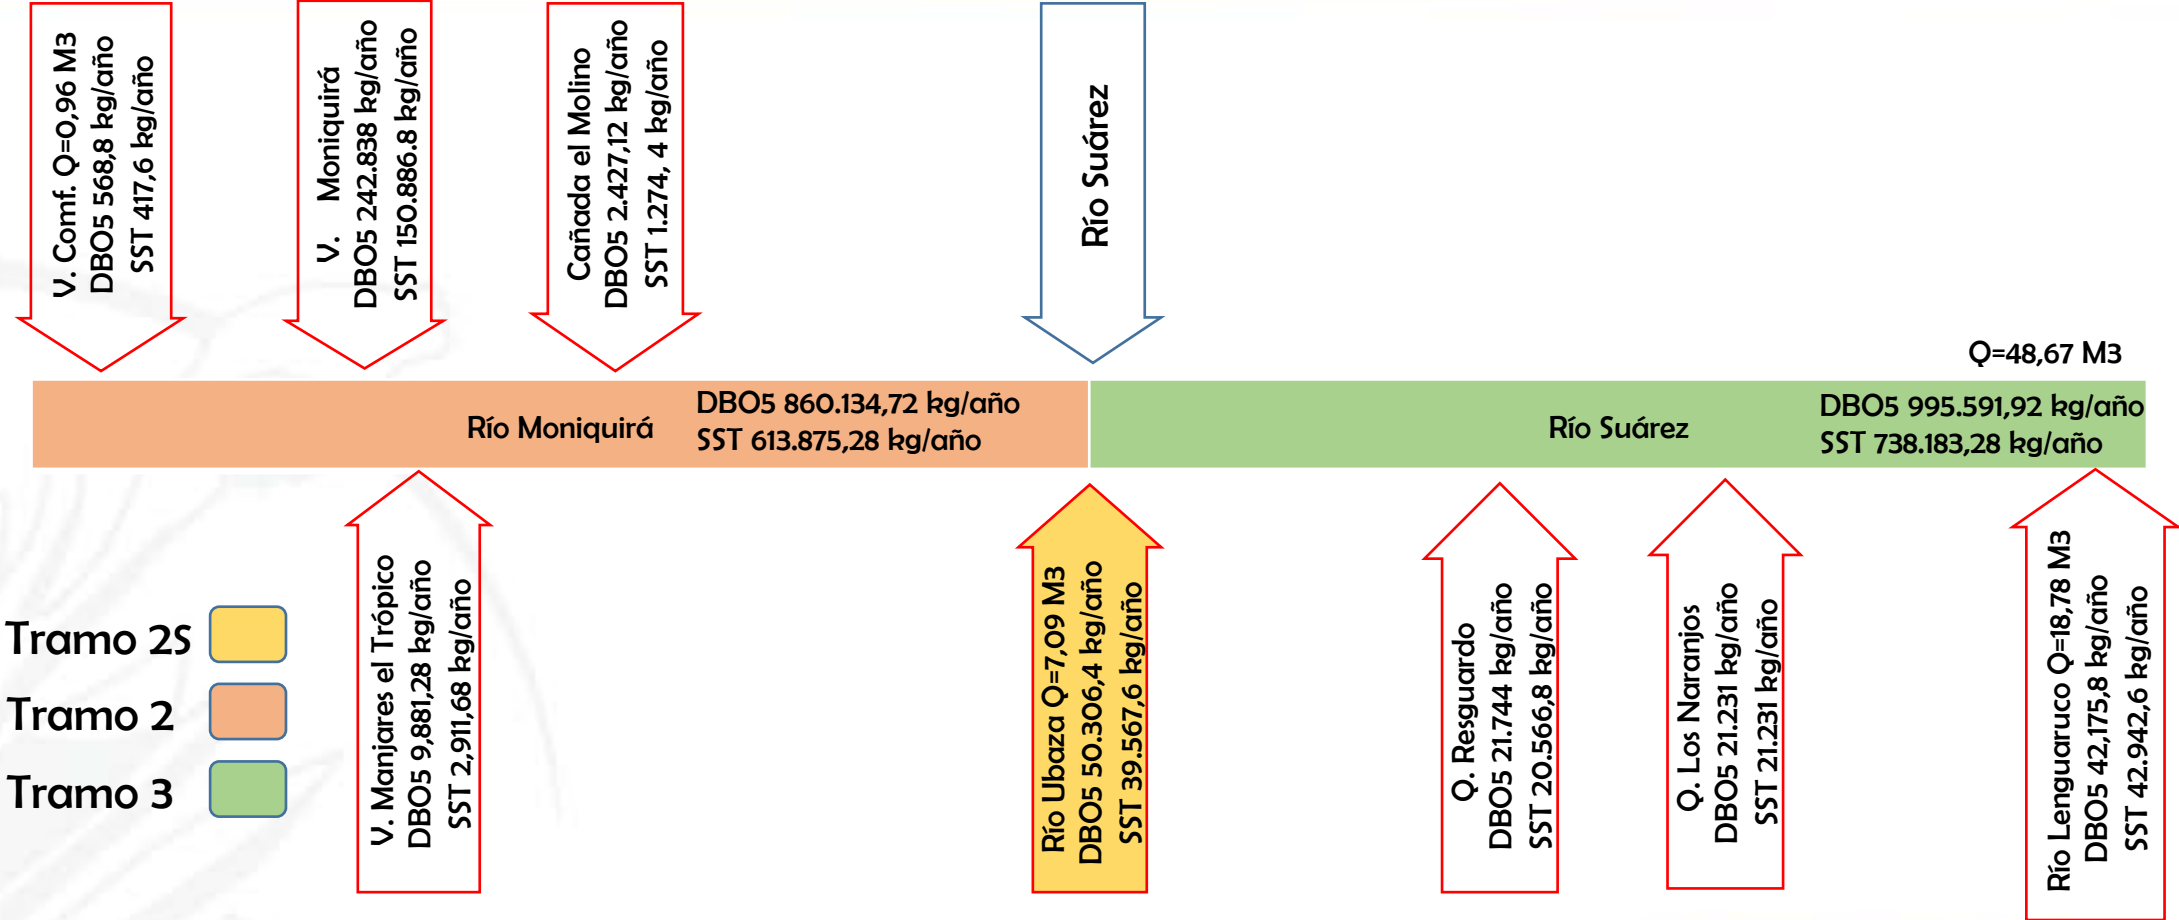 V. Comf. Q=0,96 M3
DBO5 568,8 kg/año
SST 417,6 kg/año
V. Moniquirá
DBO5 242.838 kg/año
SST 150.886.8 kg/año
Cañada el Molino
DBO5 2.427,12 kg/año
SST 1.274, 4 kg/año
Río Suárez
Q=48,67 M3
Río Moniquirá
DBO5 860.134,72 kg/año
SST 613.875,28 kg/año
Río Suárez
DBO5 995.591,92 kg/año
SST 738.183,28 kg/año
V. Manjares el Trópico
DBO5 9,881,28 kg/año
SST 2,911,68 kg/año
Río Ubaza Q=7,09 M3
DBO5 50.306,4 kg/año
SST 39.567,6 kg/año
Q. Resguardo
DBO5 21.744 kg/año
SST 20.566,8 kg/año
Q. Los Naranjos
DBO5 21.231 kg/año
SST 21.231 kg/año
Río Lenguaruco Q=18,78 M3
DBO5 42,175,8 kg/año
SST 42.942,6 kg/año
Tramo 2S
Tramo 2
Tramo 3